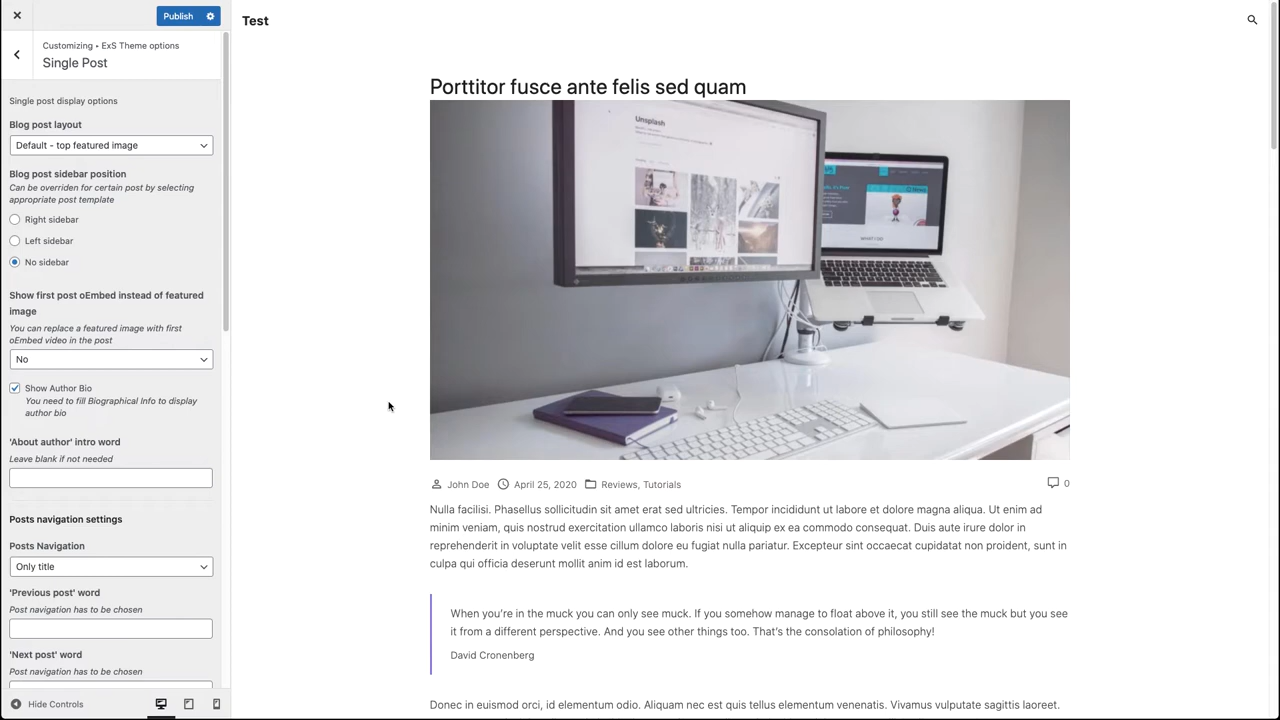 Publish
Customizing • ExS Theme options
Single Post
Single post display options
Blog post layout
Default - top featured image
Blog post sidebar position
Can be overriden for certain post by selecting
appropriate post template
Right sidebar
Left sidebar
No sidebar
Show first post oEmbed instead of featured
image
You can replace a featured image with first
oEmbed video in the post
No
Show Author Bio
You need to fill Biographical Info to display
author bio
'About author' intro word
Leave blank if not needed
Posts navigation settings
Posts Navigation
Only title
'Previous post' word
Post navigation has to be chosen
'Next post' word
Post navigation has to be chosen
Hide Controls
Test
Porttitor fusce ante felis sed quam
Unsplash
John Doe April 25, 2020 Reviews, Tutorials 0
Nulla facilisi. Phasellus sollicitudin sit amet erat sed ultricies. Tempor incididunt ut labore et dolore magna aliqua. Ut enim ad
minim veniam, quis nostrud exercitation ullamco laboris nisi ut aliquip ex ea commodo consequat. Duis aute irure dolor in
reprehenderit in voluptate velit esse cillum dolore eu fugiat nulla pariatur. Excepteur sint occaecat cupidatat non proident, sunt in
culpa qui officia deserunt mollit anim id est laborum.
When you're in the muck you can only see muck. If you somehow manage to float above it, you still see the muck but you see
it from a different perspective. And you see other things too. That's the consolation of philosophy!
David Cronenberg
Donec in euismod orci, id elementum odio. Aliquam nec est quis tellus elementum venenatis. Vivamus vulputate sagittis laoreet.